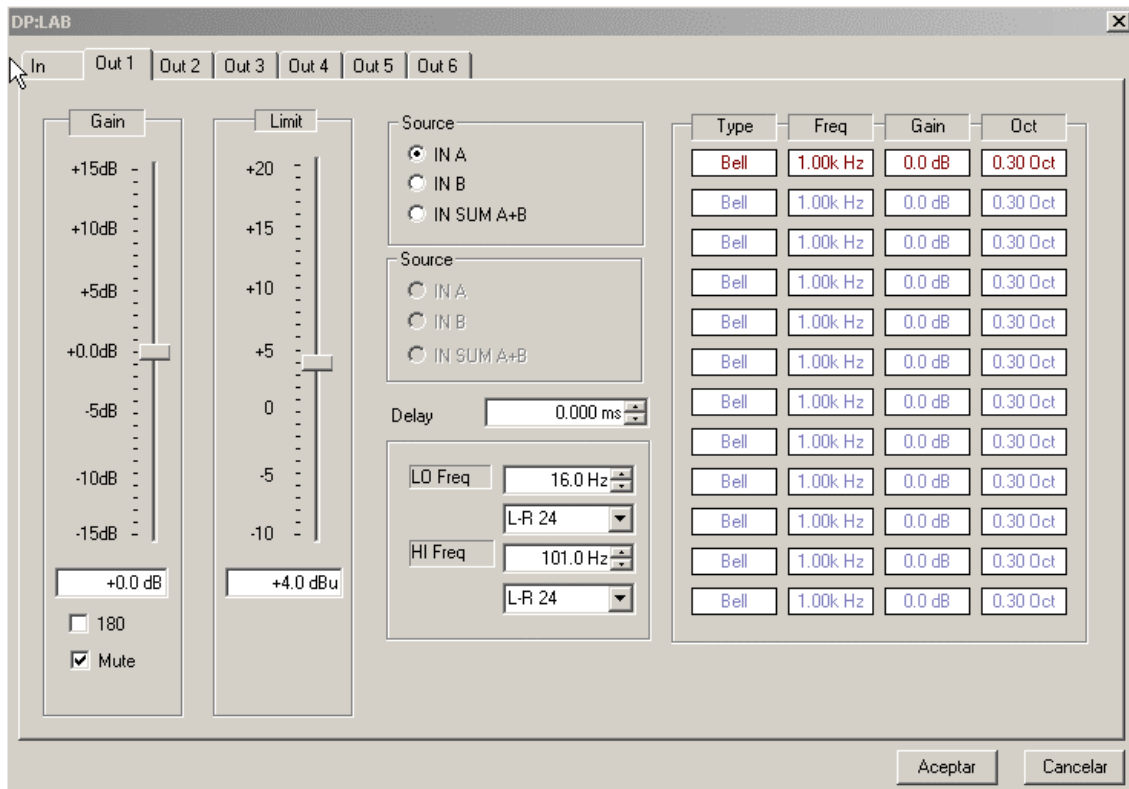 DP:LAB
In Out 1 Out 2 Out 3 Out 4 Out 5 Out 6
Gain
+15dB
+10dB
+5dB
+0.0dB
-5dB
-10dB
-15dB
+0.0 dB
180
Mute
Limit
+20
+15
+10
+5
0
-5
-10
+4.0 dBu
Source
IN A
IN B
IN SUM A+B
Source
IN A
IN B
IN SUM A+B
Delay 0.000 ms
LO Freq 16.0 Hz
L-R 24
HI Freq 101.0 Hz
L-R 24
Type Freq Gain Oct
Bell 1.00k Hz 0.0 dB 0.30 Oct
Bell 1.00k Hz 0.0 dB 0.30 Oct
Bell 1.00k Hz 0.0 dB 0.30 Oct
Bell 1.00k Hz 0.0 dB 0.30 Oct
Bell 1.00k Hz 0.0 dB 0.30 Oct
Bell 1.00k Hz 0.0 dB 0.30 Oct
Bell 1.00k Hz 0.0 dB 0.30 Oct
Bell 1.00k Hz 0.0 dB 0.30 Oct
Bell 1.00k Hz 0.0 dB 0.30 Oct
Bell 1.00k Hz 0.0 dB 0.30 Oct
Bell 1.00k Hz 0.0 dB 0.30 Oct
Bell 1.00k Hz 0.0 dB 0.30 Oct
Aceptar Cancelar